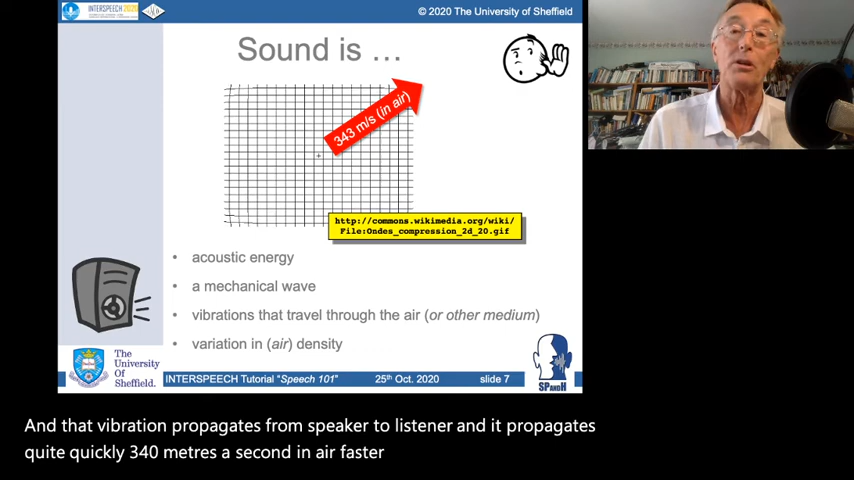 INTERSPEECH 2020
© 2020 The University of Sheffield
Sound is …
343 m/s (in air)
http://commons.wikimedia.org/wiki/
File:Ondes_compression_2d_20.gif
• acoustic energy
• a mechanical wave
• vibrations that travel through the air (or other medium)
• variation in (air) density
The
University
Of
Sheffield.
SPandH
INTERSPEECH Tutorial "Speech 101"
25th Oct. 2020
slide 7
And that vibration propagates from speaker to listener and it propagates
quite quickly 340 metres a second in air faster